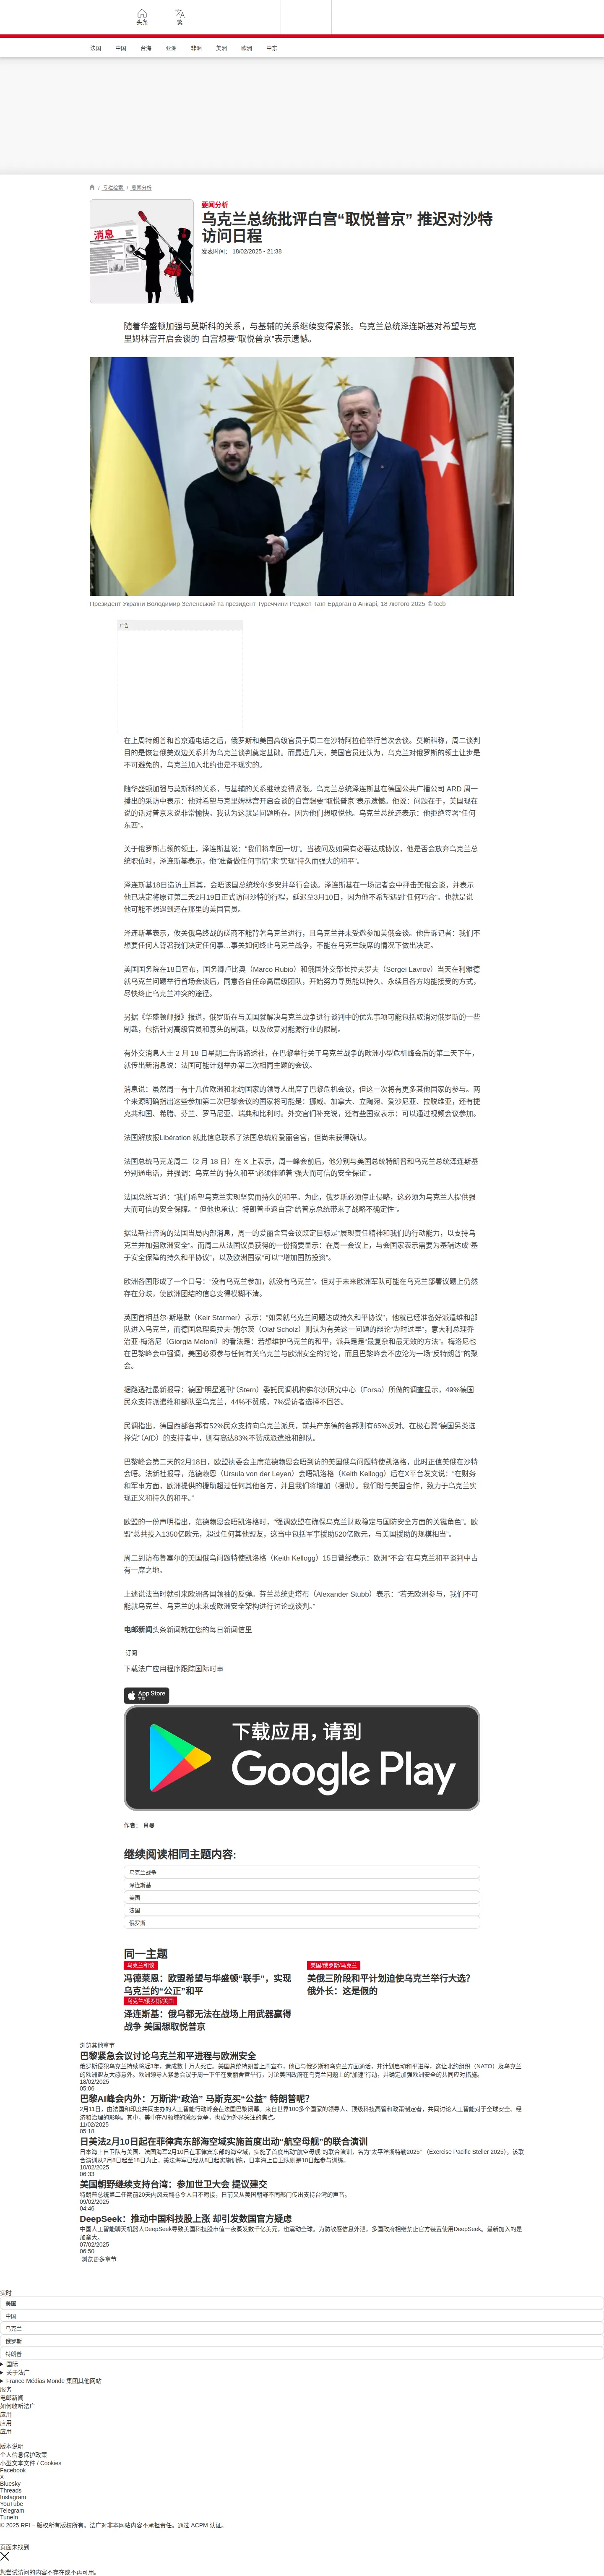 头条
繁
法国
中国
台海
亚洲
非洲
美洲
欧洲
中东
/ 专栏检索 / 要闻分析
消息
要闻分析
乌克兰总统批评白宫“取悦普京” 推迟对沙特
访问日程
发表时间： 18/02/2025 - 21:38
随着华盛顿加强与莫斯科的关系，与基辅的关系继续变得紧张。乌克兰总统泽连斯基对希望与克
里姆林宫开启会谈的 白宫想要“取悦普京”表示遗憾。
Президент України Володимир Зеленський та президент Туреччини Реджеп Таїп Ердоган в Анкарі, 18 лютого 2025 © tccb
广告
在上周特朗普和普京通电话之后，俄罗斯和美国高级官员于周二在沙特阿拉伯举行首次会谈。莫斯科称，周二谈判
目的是恢复俄美双边关系并为乌克兰谈判奠定基础。而最近几天，美国官员还认为，乌克兰对俄罗斯的领土让步是
不可避免的，乌克兰加入北约也是不现实的。
随华盛顿加强与莫斯科的关系，与基辅的关系继续变得紧张。乌克兰总统泽连斯基在德国公共广播公司 ARD 周一
播出的采访中表示：他对希望与克里姆林宫开启会谈的白宫想要“取悦普京”表示遗憾。他说：问题在于，美国现在
说的话对普京来说非常愉快。我认为这就是问题所在。因为他们想取悦他。乌克兰总统还表示：他拒绝签署“任何
东西”。
关于俄罗斯占领的领土，泽连斯基说：“我们将拿回一切”。当被问及如果有必要达成协议，他是否会放弃乌克兰总
统职位时，泽连斯基表示，他“准备做任何事情”来“实现”持久而强大的和平”。
泽连斯基18日造访土耳其，会晤该国总统埃尔多安并举行会谈。泽连斯基在一场记者会中抨击美俄会谈，并表示
他已决定将原订第二天2月19日正式访问沙特的行程，延迟至3月10日，因为他不希望遇到“任何巧合”。也就是说
他可能不想遇到还在那里的美国官员。
泽连斯基表示，攸关俄乌终战的磋商不能背著乌克兰进行，且乌克兰并未受邀参加美俄会谈。他告诉记者：我们不
想要任何人背著我们决定任何事…事关如何终止乌克兰战争，不能在乌克兰缺席的情况下做出决定。
美国国务院在18日宣布，国务卿卢比奥（Marco Rubio）和俄国外交部长拉夫罗夫（Sergei Lavrov）当天在利雅德
就乌克兰问题举行首场会谈后，同意各自任命高层级团队，开始努力寻觅能以持久、永续且各方均能接受的方式，
尽快终止乌克兰冲突的途径。
另据《华盛顿邮报》报道，俄罗斯在与美国就解决乌克兰战争进行谈判中的优先事项可能包括取消对俄罗斯的一些
制裁，包括针对高级官员和寡头的制裁，以及放宽对能源行业的限制。
有外交消息人士 2 月 18 日星期二告诉路透社，在巴黎举行关于乌克兰战争的欧洲小型危机峰会后的第二天下午，
就传出新消息说：法国可能计划举办第二次相同主题的会议。
消息说：虽然周一有十几位欧洲和北约国家的领导人出席了巴黎危机会议，但这一次将有更多其他国家的参与。两
个来源明确指出这些参加第二次巴黎会议的国家将可能是：挪威、加拿大、立陶宛、爱沙尼亚、拉脱维亚，还有捷
克共和国、希腊、芬兰、罗马尼亚、瑞典和比利时。外交官们补充说，还有些国家表示：可以通过视频会议参加。
法国解放报Libération 就此信息联系了法国总统府爱丽舍宫，但尚未获得确认。
法国总统马克龙周二（2 月 18 日）在 X 上表示，周一峰会前后，他分别与美国总统特朗普和乌克兰总统泽连斯基
分别通电话，并强调：乌克兰的“持久和平”必须伴随着“强大而可信的安全保证”。
法国总统写道：“我们希望乌克兰实现坚实而持久的和平。为此，俄罗斯必须停止侵略，这必须为乌克兰人提供强
大而可信的安全保障。” 但他也承认：特朗普重返白宫“给普京总统带来了战略不确定性”。
据法新社咨询的法国当局内部消息，周一的爱丽舍宫会议既定目标是“展现责任精神和我们的行动能力，以支持乌
克兰并加强欧洲安全”。而周二从法国议员获得的一份摘要显示：在周一会议上，与会国家表示需要为基辅达成“基
于安全保障的持久和平协议”，以及欧洲国家“可以”“增加国防投资”。
欧洲各国形成了一个口号：“没有乌克兰参加，就没有乌克兰”。但对于未来欧洲军队可能在乌克兰部署议题上仍然
存在分歧，使欧洲团结的信息变得模糊不清。
英国首相基尔·斯塔默（Keir Starmer）表示：“如果就乌克兰问题达成持久和平协议”，他就已经准备好派遣维和部
队进入乌克兰，而德国总理奥拉夫·朔尔茨（Olaf Scholz）则认为有关这一问题的辩论“为时过早”，意大利总理乔
治亚·梅洛尼（Giorgia Meloni）的看法是：若想维护乌克兰的和平，派兵是是“最复杂和最无效的方法”。梅洛尼也
在巴黎峰会中强调，美国必须参与任何有关乌克兰与欧洲安全的讨论，而且巴黎峰会不应沦为一场“反特朗普”的聚
会。
据路透社最新报导：德国“明星週刊”（Stern）委託民调机构佛尔沙研究中心（Forsa）所做的调查显示，49%德国
民众支持派遣维和部队至乌克兰，44%不赞成，7%受访者选择不回答。
民调指出，德国西部各邦有52%民众支持向乌克兰派兵，前共产东德的各邦则有65%反对。在极右翼“德国另类选
择党”（AfD）的支持者中，则有高达83%不赞成派遣维和部队。
巴黎峰会第二天的2月18日，欧盟执委会主席范德赖恩会晤到访的美国俄乌问题特使凯洛格，此时正值美俄在沙特
会晤。法新社报导，范德赖恩（Ursula von der Leyen）会晤凯洛格（Keith Kellogg）后在X平台发文说：“在财务
和军事方面，欧洲提供的援助超过任何其他各方，并且我们将增加（援助）。我们盼与美国合作，致力于乌克兰实
现正义和持久的和平。”
欧盟的一份声明指出，范德赖恩会晤凯洛格时，“强调欧盟在确保乌克兰财政稳定与国防安全方面的关键角色”。欧
盟“总共投入1350亿欧元，超过任何其他盟友，这当中包括军事援助520亿欧元，与美国援助的规模相当”。
周二到访布鲁塞尔的美国俄乌问题特使凯洛格（Keith Kellogg）15日曾经表示：欧洲“不会”在乌克兰和平谈判中占
有一席之地。
上述说法当时就引来欧洲各国领袖的反弹。芬兰总统史塔布（Alexander Stubb）表示：“若无欧洲参与，我们不可
能就乌克兰、乌克兰的未来或欧洲安全架构进行讨论或谈判。”
电邮新闻头条新闻就在您的每日新闻信里
订阅
下载法广应用程序跟踪国际时事
App Store
下载
下载应用，请到
Google Play
作者： 肖曼
继续阅读相同主题内容:
乌克兰战争
泽连斯基
美国
法国
俄罗斯
同一主题
乌克兰和谈
冯德莱恩：欧盟希望与华盛顿“联手”，实现
乌克兰的“公正”和平
美国/俄罗斯/乌克兰
美俄三阶段和平计划迫使乌克兰举行大选？
俄外长：这是假的
乌克兰/俄罗斯/美国
泽连斯基：俄乌都无法在战场上用武器赢得
战争 美国想取悦普京
浏览其他章节
巴黎紧急会议讨论乌克兰和平进程与欧洲安全
俄罗斯侵犯乌克兰持续将近3年，造成数十万人死亡。美国总统特朗普上周宣布，他已与俄罗斯和乌克兰方面通话，并计划启动和平进程，这让北约组织（NATO）及乌克兰
的欧洲盟友大感意外。欧洲领导人紧急会议于周一下午在爱丽舍宫举行，讨论美国政府在乌克兰问题上的“加速”行动，并确定加强欧洲安全的共同应对措施。
18/02/2025
05:06
巴黎AI峰会内外：万斯讲“政治” 马斯克买“公益” 特朗普呢？
2月11日，由法国和印度共同主办的人工智能行动峰会在法国巴黎闭幕，来自世界100多个国家的领导人、顶级科技高管和政策制定者，共同讨论人工智能对于全球安全、经
济和治理的影响。其中，美中在AI领域的激烈竞争，也成为外界关注的焦点。
11/02/2025
05:16
日美法2月10日起在菲律宾东部海空域实施首度出动“航空母舰”的联合演训
日本海上自卫队与美国、法国海军2月10日在菲律宾东部的海空域，实施了首度出动“航空母舰”的联合演训，名为“太平洋斯特勒2025” （Exercise Pacific Steller 2025）。该联
合演训从2月8日起至18日为止。美法海军已经从8日起实施训练，日本海上自卫队则是10日起参与训练。
10/02/2025
06:33
美国朝野继续支持台湾：参加世卫大会 提议建交
特朗普总统第二任期前20天内风云翻卷令人目不暇接，日前又从美国朝野不同部门传出支持台湾的声音。
09/02/2025
04:46
DeepSeek：推动中国科技股上涨 却引发数国官方疑虑
中国人工智能聊天机器人DeepSeek导致美国科技股市值一夜蒸发数千亿美元，也震动全球。为防敏感信息外泄，多国政府相继禁止官方装置使用DeepSeek。最新加入的是
加拿大。
07/02/2025
06:50
浏览更多章节
实时
美国
中国
乌克兰
俄罗斯
特朗普
国际
关于法广
France Médias Monde 集团其他网站
服务
电邮新闻
如何收听法广
应用
应用
应用
版本说明
个人信息保护政策
小型文本文件 / Cookies
Facebook
X
Bluesky
Threads
Instagram
YouTube
Telegram
TuneIn
© 2025 RFI – 版权所有版权所有。法广对非本网站内容不承担责任。通过 ACPM 认证。
页面未找到
您尝试访问的内容不存在或不再可用。